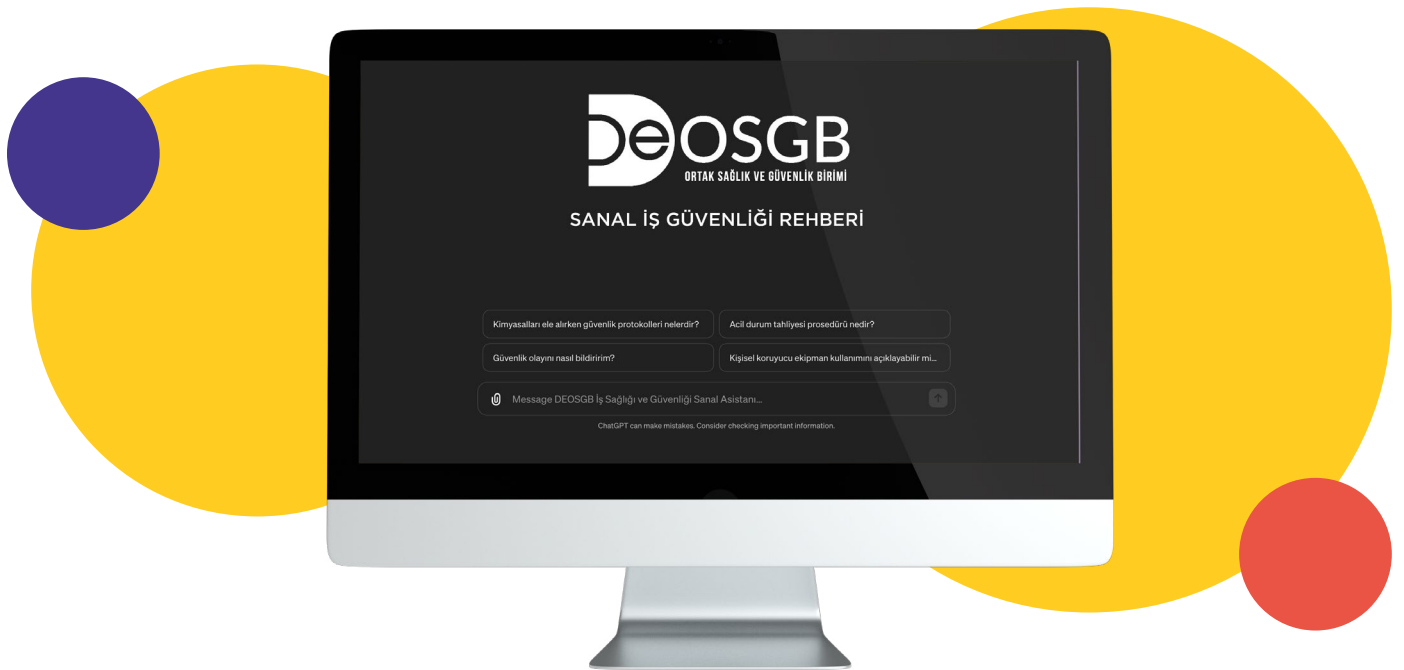 DeOSGB
ORTAK SAĞLIK VE GÜVENLİK BİRİMİ
SANAL İŞ GÜVENLİĞİ REHBERİ
Kimyasalları ele alırken güvenlik protokolleri nelerdir?
Acil durum tahliyesi prosedürü nedir?
Güvenlik olayını nasıl bildiririm?
Kişisel koruyucu ekipman kullanımını açıklayabilir mi...
Message DEOSGB İş Sağlığı ve Güvenliği Sanal Asistanı...
ChatGPT can make mistakes. Consider checking important information.